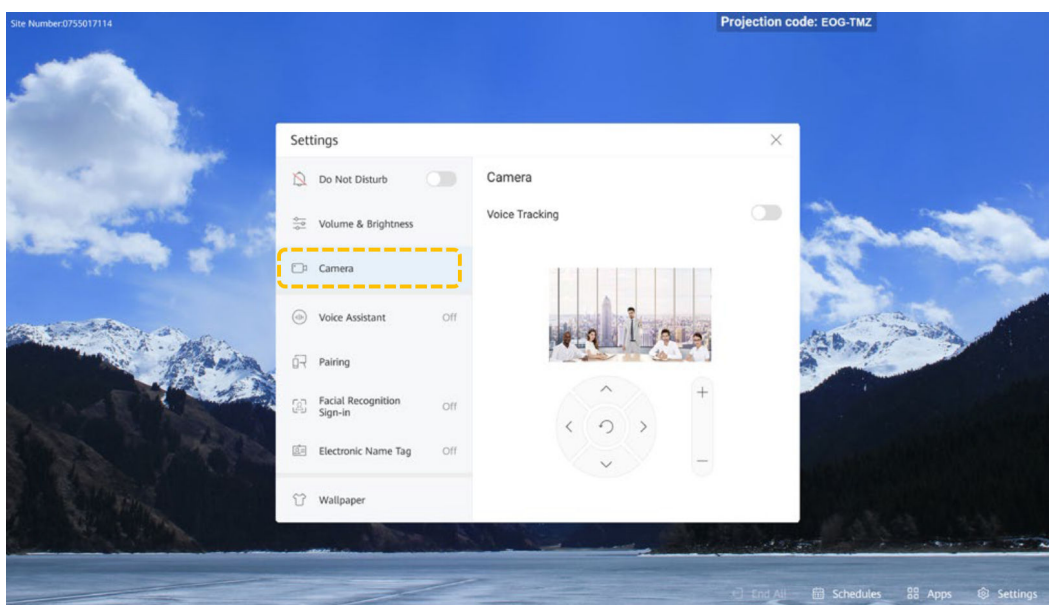 Site Number:0755017114
Projection code: EOG-TMZ
Settings
Do Not Disturb
Volume & Brightness
Camera
Voice Assistant Off
Pairing
Facial Recognition
Sign-in Off
Electronic Name Tag Off
Wallpaper
Camera
Voice Tracking
End All
Schedules
Apps
Settings